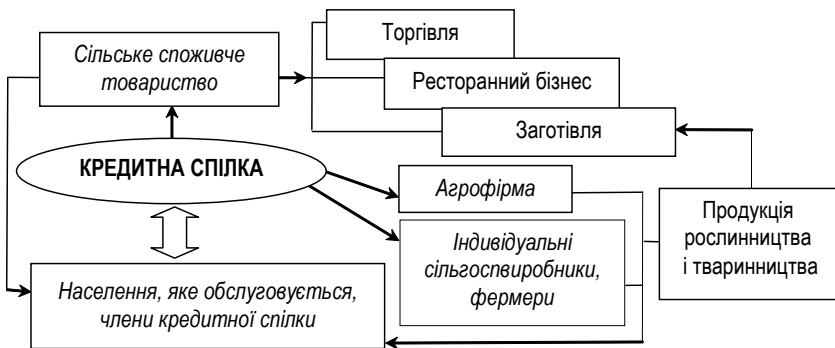 Сільське споживче
товариство
Торгівля
Ресторанний бізнес
Заготівля
КРЕДИТНА СПІЛКА
Агрофірма
Індивідуальні
сільгоспвиробники,
фермери
Продукція
рослинництва
і тваринництва
Населення, яке обслуговується,
члени кредитної спілки